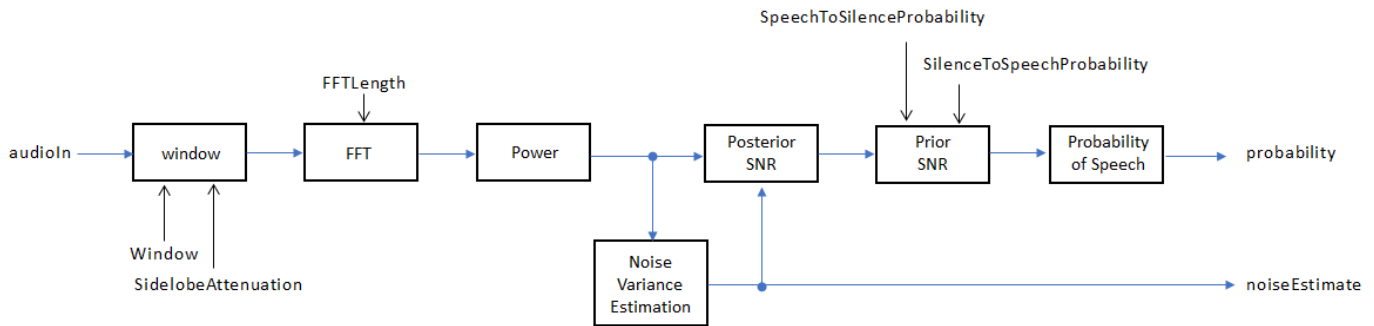 SpeechToSilenceProbability
SilenceToSpeechProbability
FFTLength
audioIn
window
FFT
Power
Posterior
SNR
Prior
SNR
Probability
of Speech
probability
Window
SidelobeAttenuation
Noise
Variance
Estimation
noiseEstimate